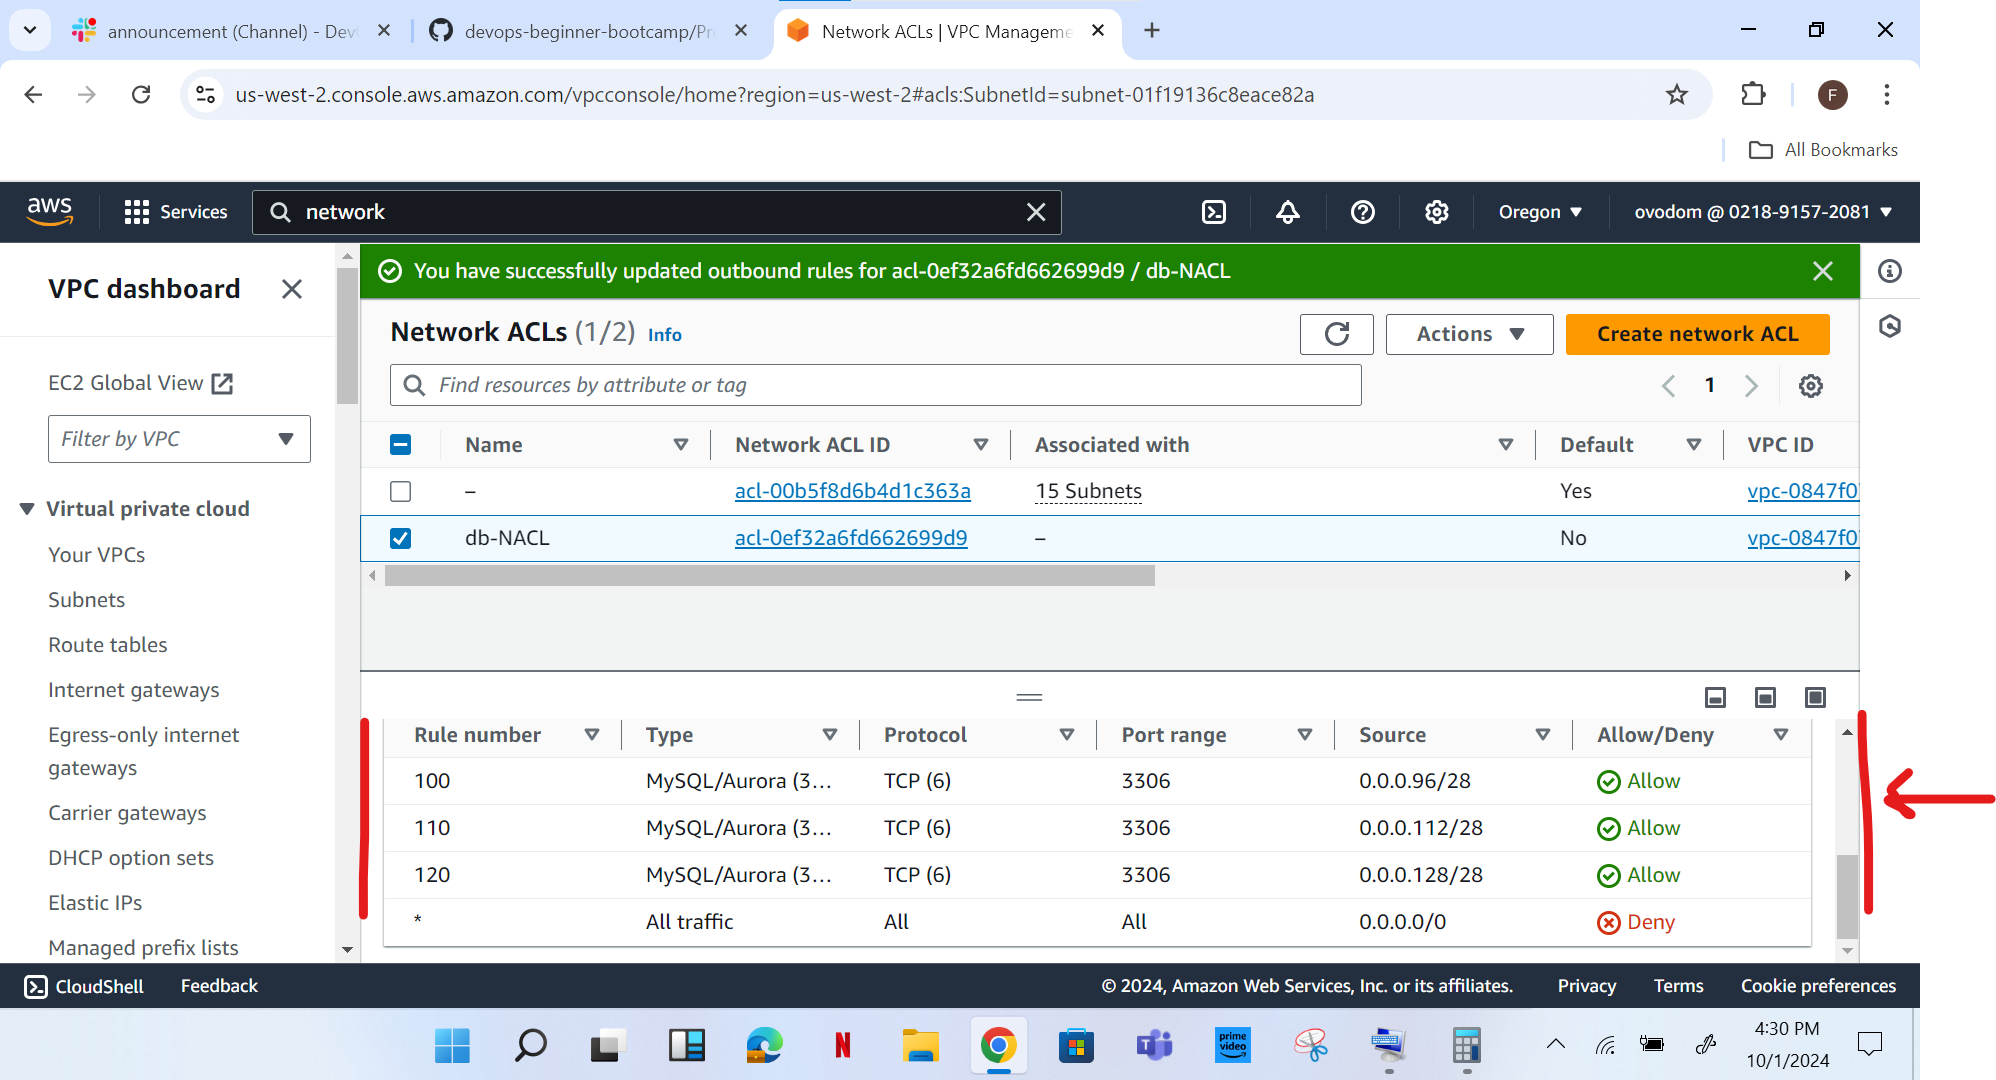 announcement (Channel) - Dev
devops-beginner-bootcamp/Pr
Network ACLs | VPC Manageme
us-west-2.console.aws.amazon.com/vpcconsole/home?region=us-west-2#acls:SubnetId=subnet-01f19136c8eace82a
F
All Bookmarks
aws
Services
network
Oregon
ovodom @ 0218-9157-2081
VPC dashboard
You have successfully updated outbound rules for acl-0ef32a6fd662699d9 / db-NACL
Network ACLs (1/2) Info
Actions
Create network ACL
EC2 Global View
Find resources by attribute or tag
1
Filter by VPC
Name Network ACL ID Associated with Default VPC ID
– acl-00b5f8d6b4d1c363a 15 Subnets Yes vpc-0847f0
db-NACL acl-0ef32a6fd662699d9 – No vpc-0847f0
Virtual private cloud
Your VPCs
Subnets
Route tables
Internet gateways
Egress-only internet
gateways
Carrier gateways
DHCP option sets
Elastic IPs
Managed prefix lists
Rule number Type Protocol Port range Source Allow/Deny
100 MySQL/Aurora (3... TCP (6) 3306 0.0.0.96/28 Allow
110 MySQL/Aurora (3... TCP (6) 3306 0.0.0.112/28 Allow
120 MySQL/Aurora (3... TCP (6) 3306 0.0.0.128/28 Allow
* All traffic All All 0.0.0.0/0 Deny
CloudShell Feedback © 2024, Amazon Web Services, Inc. or its affiliates. Privacy Terms Cookie preferences
N
T
prime
video
4:30 PM
10/1/2024